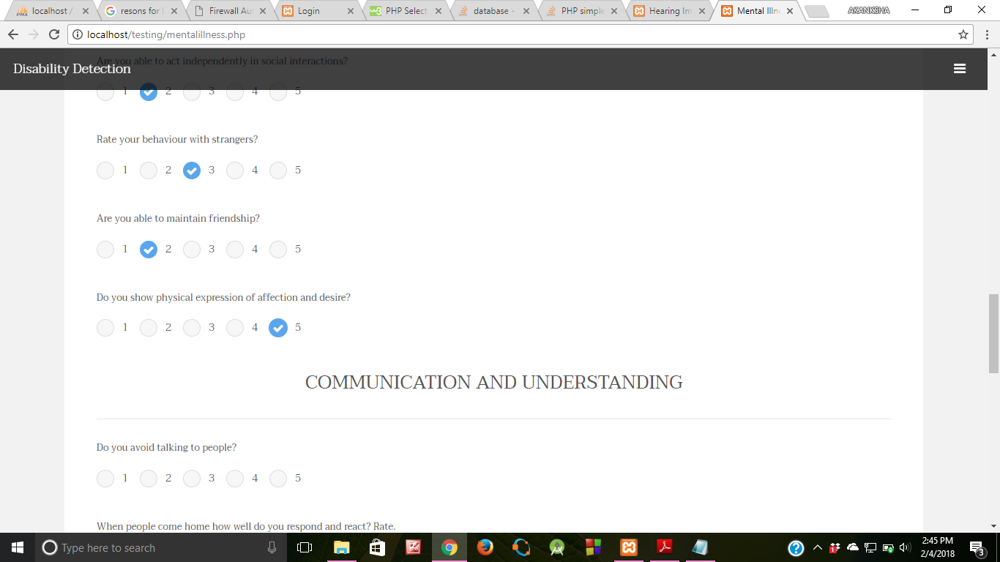 localhost /
resons for
Firewall Au
Login
PHP Select
database -
PHP simple
Hearing Im
Mental Illn
AKANKSHA
localhost/testing/mentalillness.php
Are you able to act independently in social interactions?
Disability Detection
1 2 3 4 5
Rate your behaviour with strangers?
1 2 3 4 5
Are you able to maintain friendship?
1 2 3 4 5
Do you show physical expression of affection and desire?
1 2 3 4 5
COMMUNICATION AND UNDERSTANDING
Do you avoid talking to people?
1 2 3 4 5
When people come home how well do you respond and react? Rate.
Type here to search
2:45 PM
2/4/2018
3